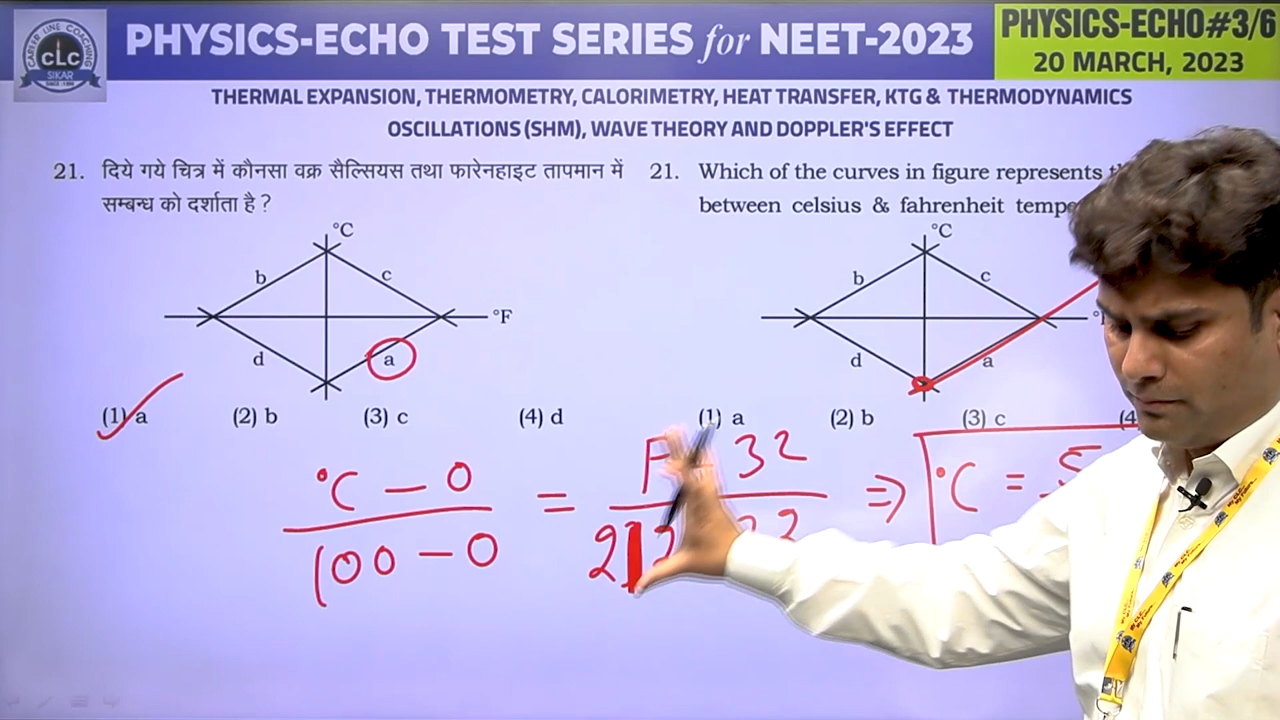 CAREER LINE COACHING
CLC
SIKAR
PHYSICS-ECHO TEST SERIES for NEET-2023
PHYSICS-ECHO#3/6
20 MARCH, 2023
THERMAL EXPANSION, THERMOMETRY, CALORIMETRY, HEAT TRANSFER, KTG & THERMODYNAMICS
OSCILLATIONS (SHM), WAVE THEORY AND DOPPLER'S EFFECT
21. दिये गये चित्र में कौनसा वक्र सैल्सियस तथा फारेनहाइट तापमान में
सम्बन्ध को दर्शाता है ?
°C
b c
°F
d a
(1) a (2) b (3) c (4) d
21. Which of the curves in figure represents
between celsius & fahrenheit
°C
b c
d a
(1) a (2) b (3) c (4
°C – 0 = F – 32 ⇒ °C = 5
100 – 0 212